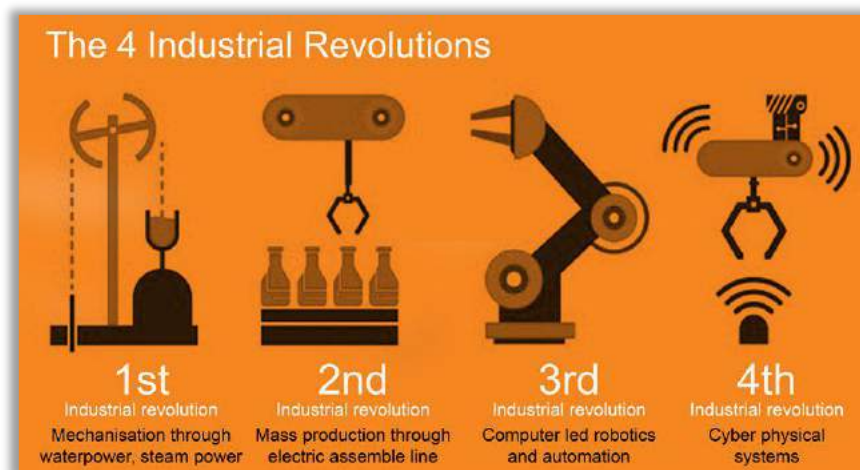 The 4 Industrial Revolutions
1st
Industrial revolution
Mechanisation through
waterpower, steam power
2nd
Industrial revolution
Mass production through
electric assemble line
3rd
Industrial revolution
Computer led robotics
and automation
4th
Industrial revolution
Cyber physical
systems